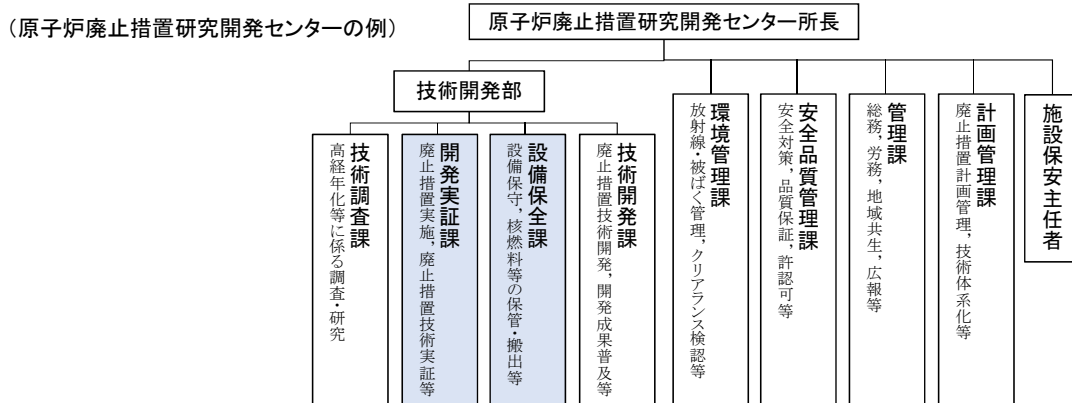 (原子炉廃止措置研究開発センターの例)
原子炉廃止措置研究開発センター所長
技術開発部
施設保安主任者
計画管理課
廃止措置計画管理，技術体系化等
管理課
総務，労務，地域共生，広報等
安全品質管理課
安全対策，品質保証，許認可等
環境管理課
放射線・被ばく管理，クリアランス検認等
技術開発課
廃止措置技術開発，開発成果普及等
設備保全課
設備保守，核燃料等の保管・搬出等
開発実証課
廃止措置実施，廃止措置技術実証等
技術調査課
高経年化等に係る調査・研究